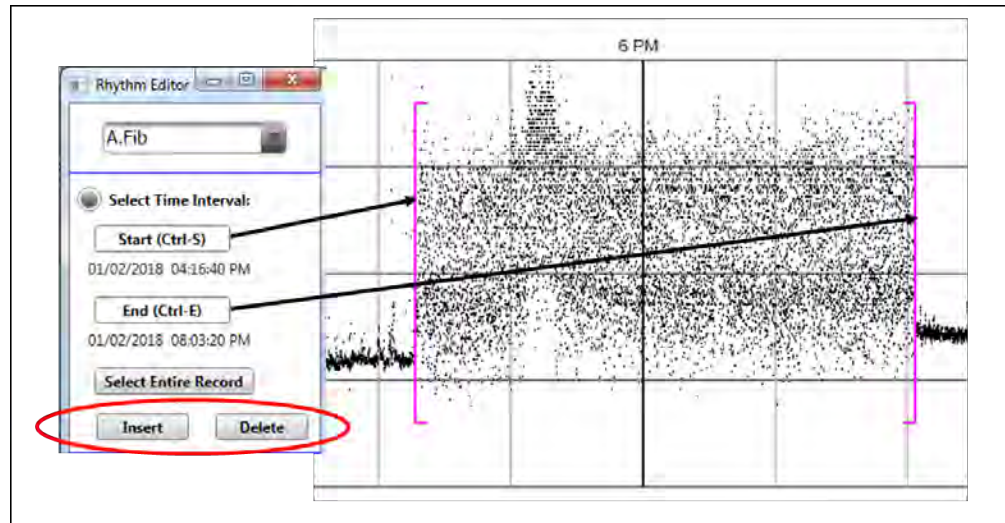 6 PM
Rhythm Editor
A.Fib
Select Time Interval:
Start (Ctrl-S)
01/02/2018 04:16:40 PM
End (Ctrl-E)
01/02/2018 08:03:20 PM
Select Entire Record
Insert Delete